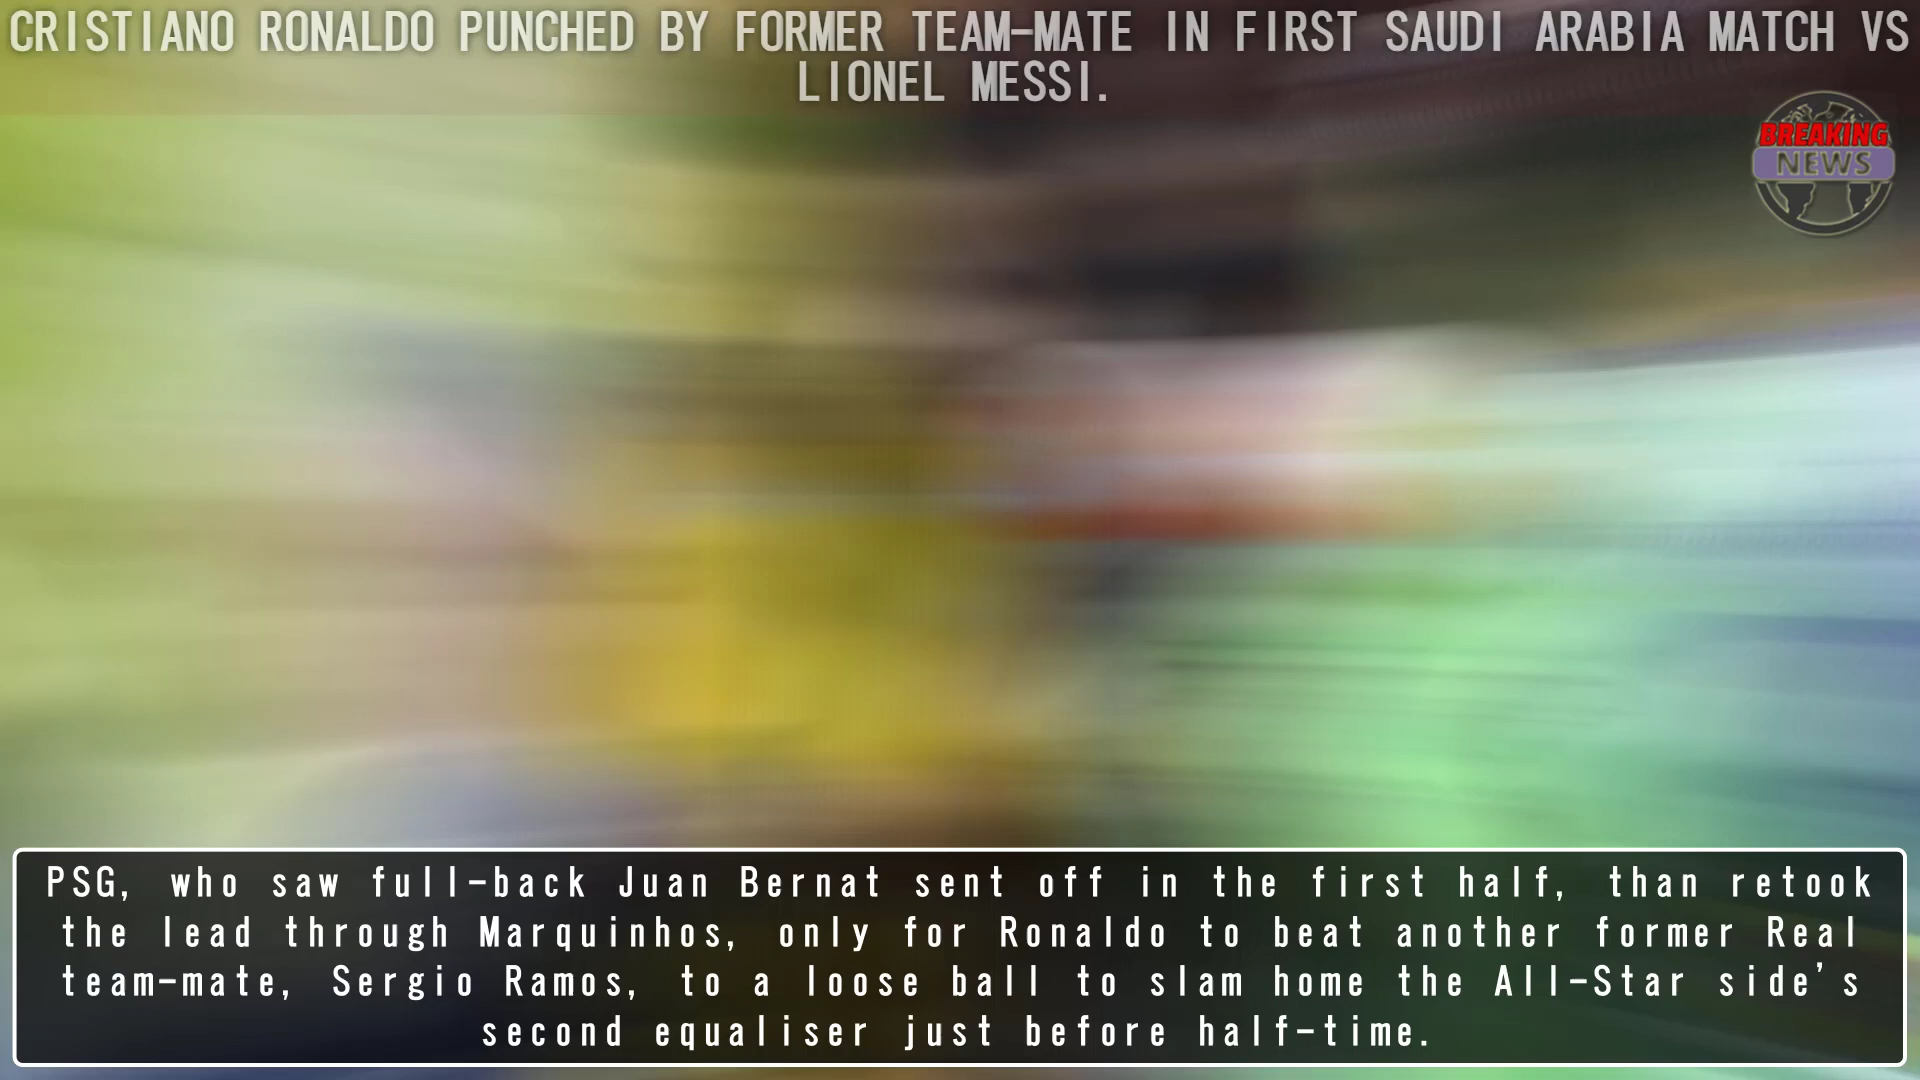 CRISTIANO RONALDO PUNCHED BY FORMER TEAM-MATE IN FIRST SAUDI ARABIA MATCH VS
LIONEL MESSI.
BREAKING
NEWS
PSG, who saw full-back Juan Bernat sent off in the first half, than retook
the lead through Marquinhos, only for Ronaldo to beat another former Real
team-mate, Sergio Ramos, to a loose ball to slam home the All-Star side's
second equaliser just before half-time.